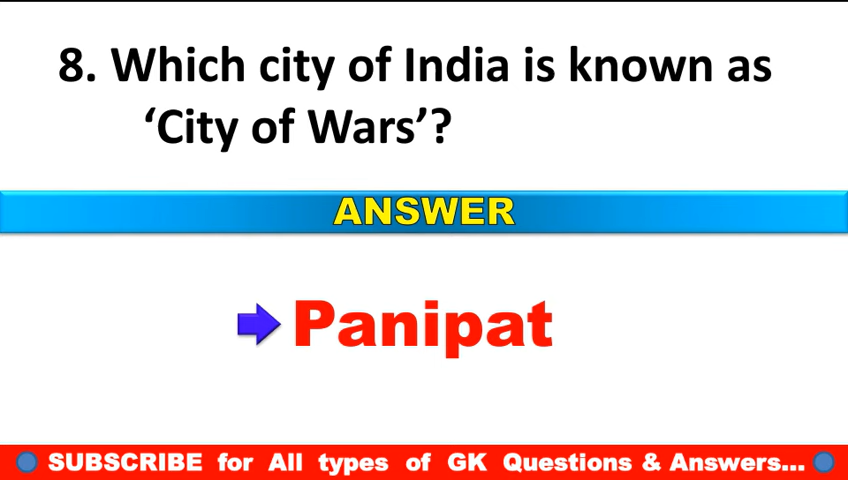 8. Which city of India is known as
‘City of Wars’?
ANSWER
Panipat
SUBSCRIBE for All types of GK Questions & Answers...